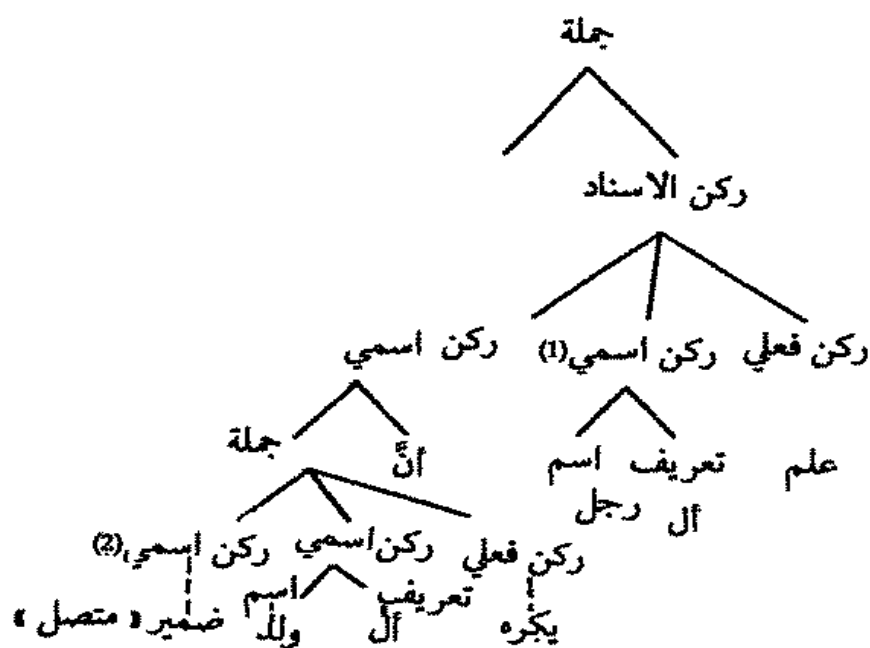 جملة
ركن الاسناد
ركن فعلي ركن اسمي(1) ركن اسمي
علم تعريف اسم أنَّ جملة
أل رجل
ركن فعلي ركن اسمي ركن اسمي(2)
تعريف اسم
يكره أل ولد ضمير « متصل »